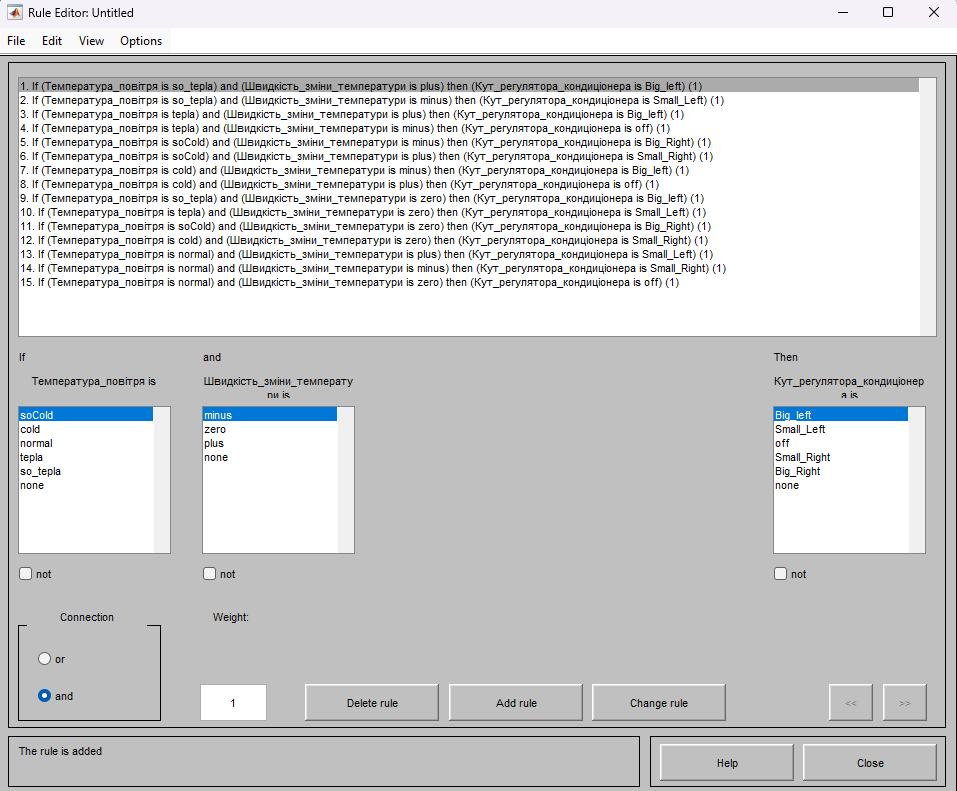 Rule Editor: Untitled
File Edit View Options
1. If (Температура_повітря is so_tepla) and (Швидкість_зміни_температури is plus) then (Кут_регулятора_кондиціонера is Big_left) (1)
2. If (Температура_повітря is so_tepla) and (Швидкість_зміни_температури is minus) then (Кут_регулятора_кондиціонера is Small_Left) (1)
3. If (Температура_повітря is tepla) and (Швидкість_зміни_температури is plus) then (Кут_регулятора_кондиціонера is Big_left) (1)
4. If (Температура_повітря is tepla) and (Швидкість_зміни_температури is minus) then (Кут_регулятора_кондиціонера is off) (1)
5. If (Температура_повітря is soCold) and (Швидкість_зміни_температури is minus) then (Кут_регулятора_кондиціонера is Big_Right) (1)
6. If (Температура_повітря is soCold) and (Швидкість_зміни_температури is plus) then (Кут_регулятора_кондиціонера is Small_Right) (1)
7. If (Температура_повітря is cold) and (Швидкість_зміни_температури is minus) then (Кут_регулятора_кондиціонера is Big_left) (1)
8. If (Температура_повітря is cold) and (Швидкість_зміни_температури is plus) then (Кут_регулятора_кондиціонера is off) (1)
9. If (Температура_повітря is so_tepla) and (Швидкість_зміни_температури is zero) then (Кут_регулятора_кондиціонера is Big_left) (1)
10. If (Температура_повітря is tepla) and (Швидкість_зміни_температури is zero) then (Кут_регулятора_кондиціонера is Small_Left) (1)
11. If (Температура_повітря is soCold) and (Швидкість_зміни_температури is zero) then (Кут_регулятора_кондиціонера is Big_Right) (1)
12. If (Температура_повітря is cold) and (Швидкість_зміни_температури is zero) then (Кут_регулятора_кондиціонера is Small_Right) (1)
13. If (Температура_повітря is normal) and (Швидкість_зміни_температури is plus) then (Кут_регулятора_кондиціонера is Small_Left) (1)
14. If (Температура_повітря is normal) and (Швидкість_зміни_температури is minus) then (Кут_регулятора_кондиціонера is Small_Right) (1)
15. If (Температура_повітря is normal) and (Швидкість_зміни_температури is zero) then (Кут_регулятора_кондиціонера is off) (1)
If
Температура_повітря is
soCold
cold
normal
tepla
so_tepla
none
not
and
Швидкість_зміни_температу
ри is
minus
zero
plus
none
not
Then
Кут_регулятора_кондиціонер
а is
Big_left
Small_Left
off
Small_Right
Big_Right
none
not
Connection
or
and
Weight:
1
Delete rule
Add rule
Change rule
<<
>>
The rule is added
Help
Close